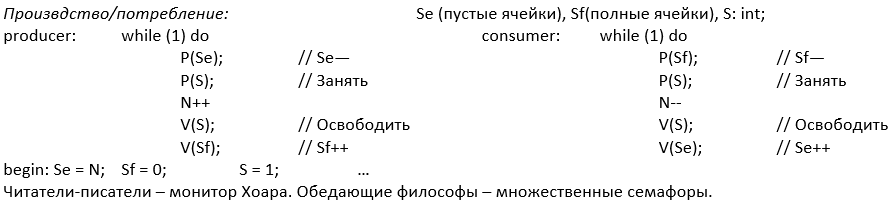 Произвдство/потребление: Se (пустые ячейки), Sf(полные ячейки), S: int;
producer: while (1) do consumer: while (1) do
P(Se); // Se— P(Sf); // Sf—
P(S); // Занять P(S); // Занять
N++ N--
V(S); // Освободить V(S); // Освободить
V(Sf); // Sf++ V(Se); // Se++
begin: Se = N; Sf = 0; S = 1; …
Читатели-писатели – монитор Хоара. Обедающие философы – множественные семафоры.